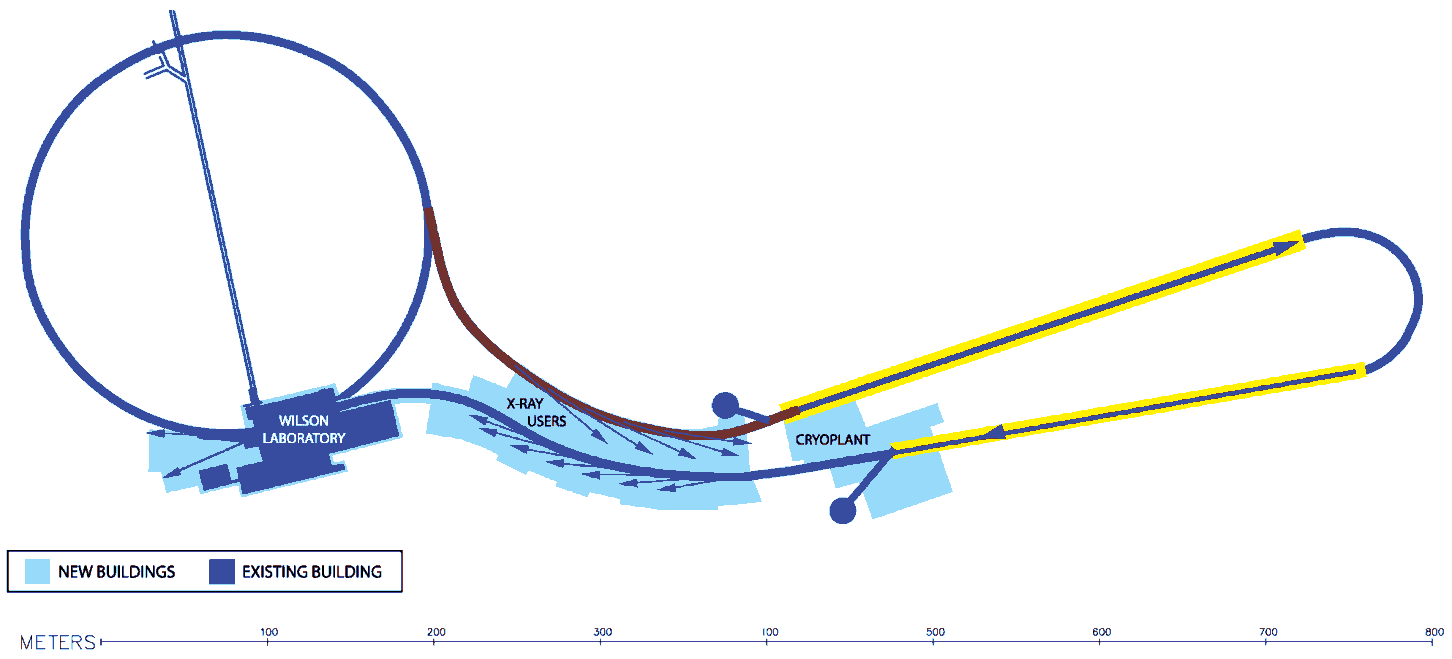 X-RAY
USERS
WILSON
LABORATORY
CRYOPLANT
NEW BUILDINGS
EXISTING BUILDING
METERS
100
200
300
100
500
600
700
800